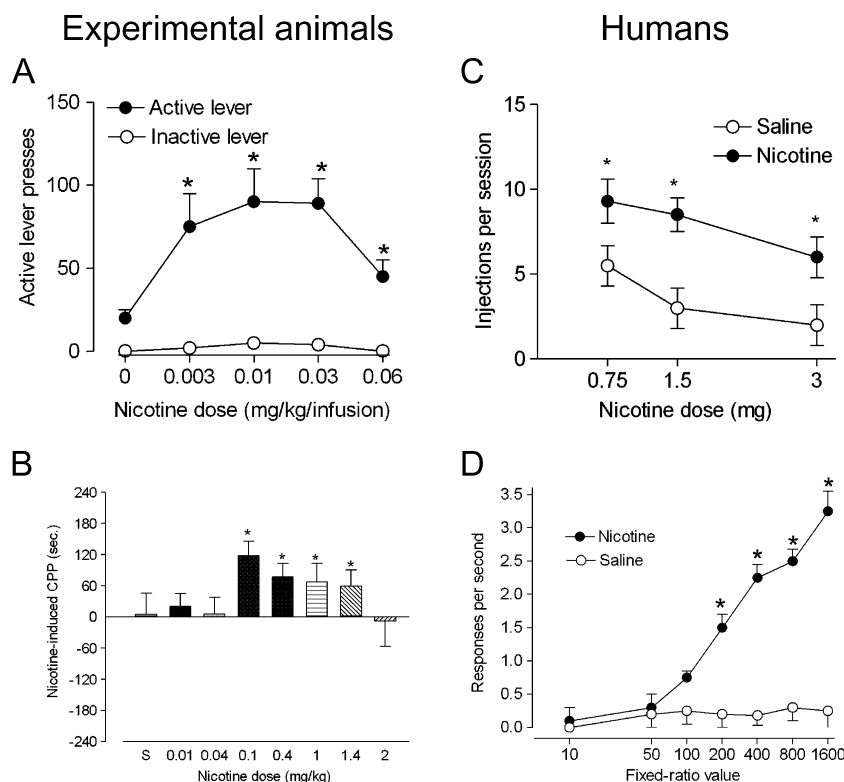 Experimental animals
Humans
A
150
100
50
0
Active lever presses
Active lever
Inactive lever
*
*
*
*
0 0.003 0.01 0.03 0.06
Nicotine dose (mg/kg/infusion)
C
15
10
5
0
Injections per session
Saline
Nicotine
*
*
*
0.75 1.5 3
Nicotine dose (mg)
B
240
180
120
60
0
-60
-120
-180
-240
Nicotine-induced CPP (sec.)
*
*
*
*
S 0.01 0.04 0.1 0.4 1 1.4 2
Nicotine dose (mg/kg)
D
3.5
3.0
2.5
2.0
1.5
1.0
0.5
0.0
Responses per second
Nicotine
Saline
*
*
*
*
10 50 100 200 400 800 1600
Fixed-ratio value